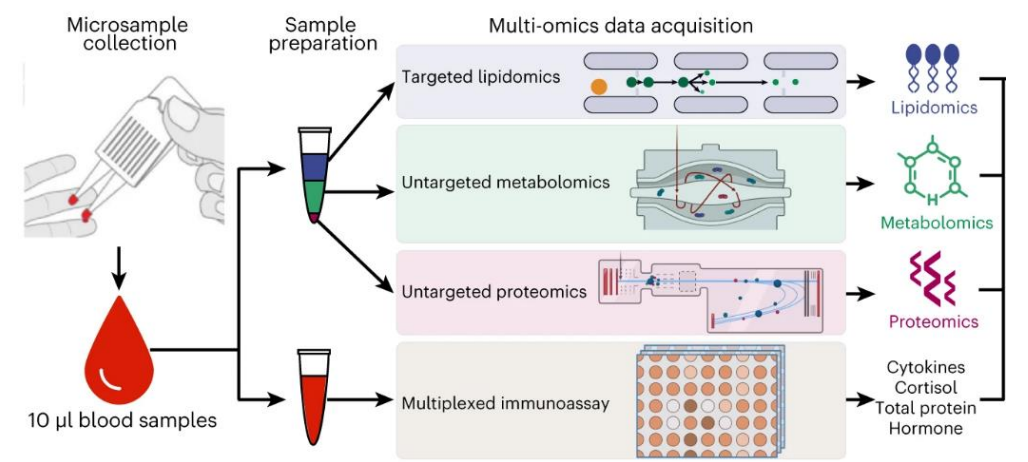 Microsample
collection
Sample
preparation
Multi-omics data acquisition
Targeted lipidomics
Lipidomics
Untargeted metabolomics
H
Metabolomics
Untargeted proteomics
Proteomics
10 µl blood samples
Multiplexed immunoassay
Cytokines
Cortisol
Total protein
Hormone